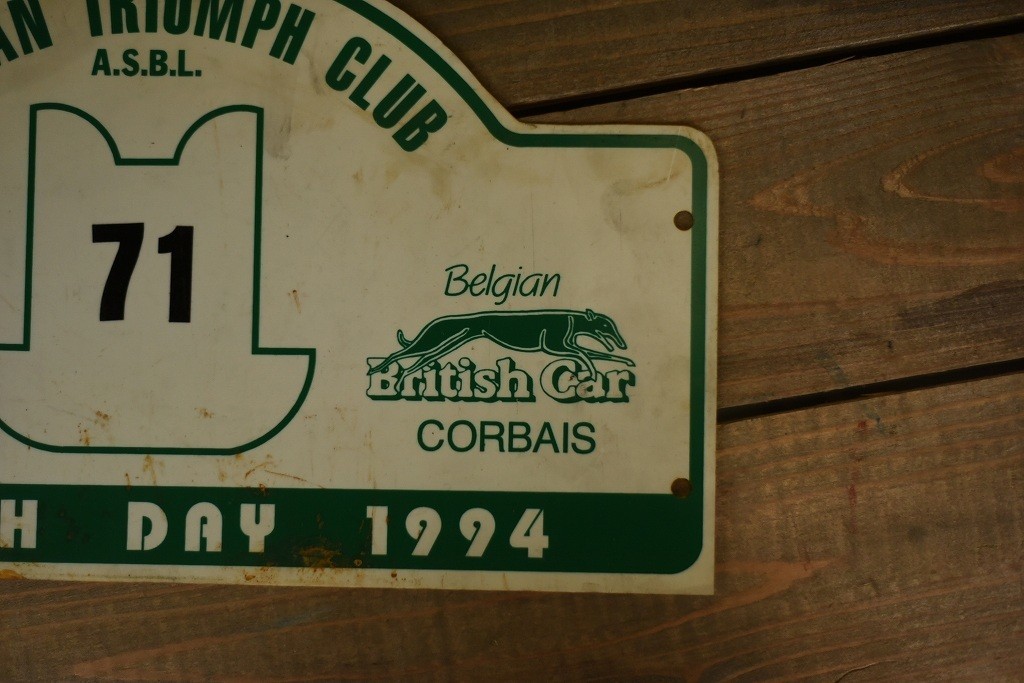 AN TRIUMPH CLUB
A.S.B.L.
71
Belgian
British Car
CORBAIS
H DAY 1994